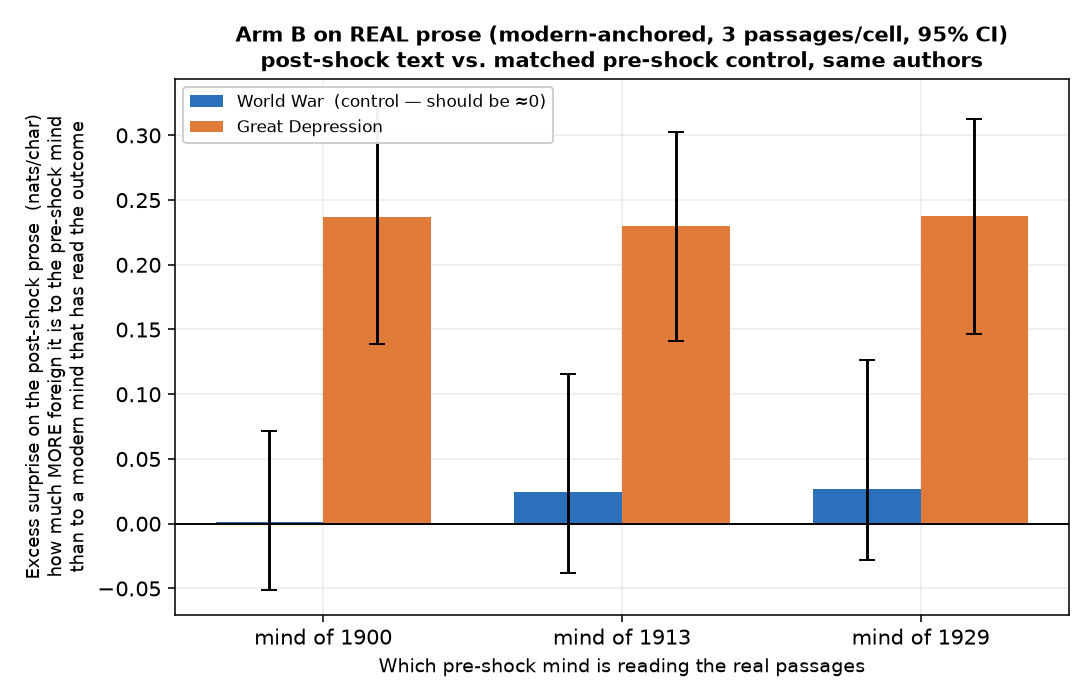 Arm B on REAL prose (modern-anchored, 3 passages/cell, 95% CI)
post-shock text vs. matched pre-shock control, same authors
World War  (control — should be ≈0)
Great Depression
Excess surprise on the post-shock prose  (nats/char)
how much MORE foreign it is to the pre-shock mind
than to a modern mind that has read the outcome
0.30
0.25
0.20
0.15
0.10
0.05
0.00
−0.05
mind of 1900
mind of 1913
mind of 1929
Which pre-shock mind is reading the real passages